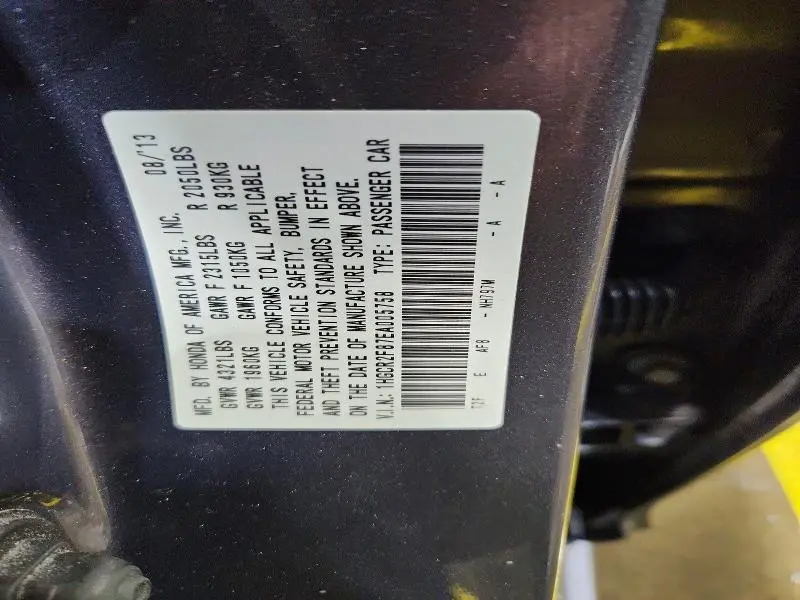 MFD. BY HONDA OF AMERICA MFG., INC. 08/'13
GVWR 4321LBS GAWR F 2315LBS R 2050LBS
GVWR 1960KG GAWR F 1050KG R 930KG
THIS VEHICLE CONFORMS TO ALL APPLICABLE
FEDERAL MOTOR VEHICLE SAFETY, BUMPER,
AND THEFT PREVENTION STANDARDS IN EFFECT
ON THE DATE OF MANUFACTURE SHOWN ABOVE.
V.I.N.: 1HGCR2F87EA005758 TYPE: PASSENGER CAR
T2F E AF8 - NH797M - A - A